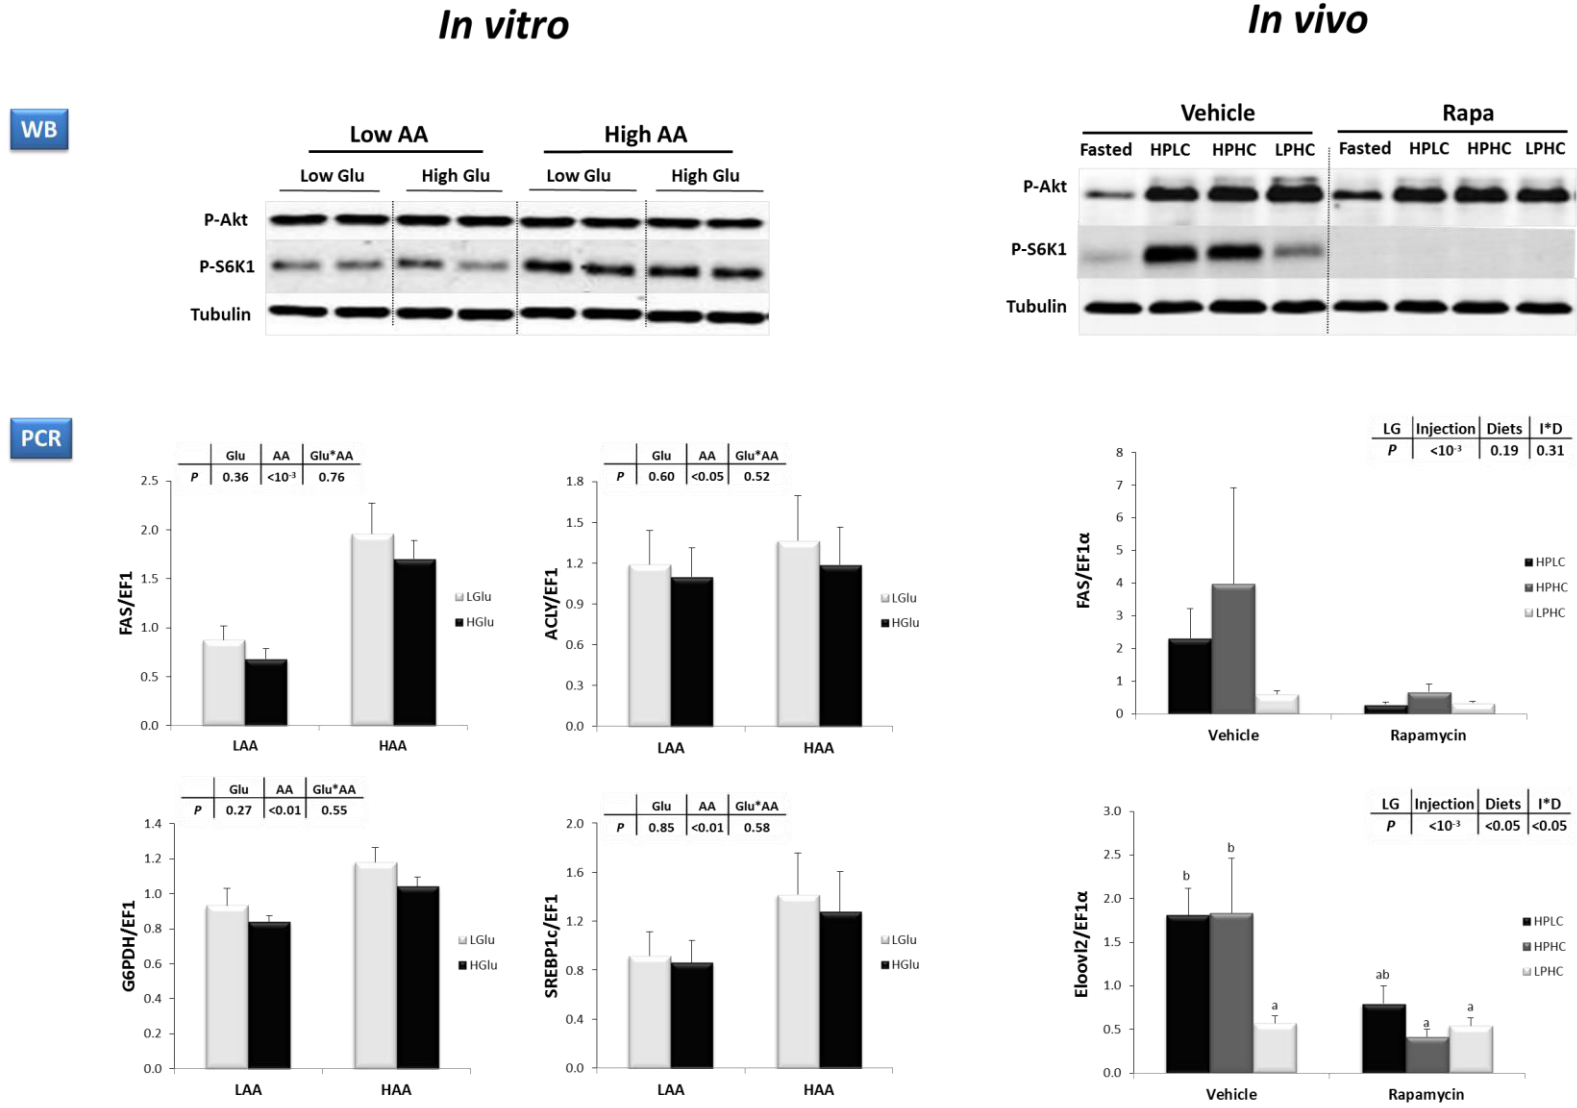 In vitro
In vivo
WB
Low AA High AA
Low Glu High Glu Low Glu High Glu
P-Akt
P-S6K1
Tubulin
Vehicle Rapa
Fasted HPLC HPHC LPHC Fasted HPLC HPHC LPHC
P-Akt
P-S6K1
Tubulin
PCR
Glu AA Glu*AA
P 0.36 <10⁻³ 0.76
FAS/EF1
2.5
2.0
1.5
1.0
0.5
0.0
LAA HAA
LGlu
HGlu
Glu AA Glu*AA
P 0.60 <0.05 0.52
ACLY/EF1
1.8
1.5
1.2
0.9
0.6
0.3
0.0
LAA HAA
LGlu
HGlu
LG Injection Diets I*D
P <10⁻³ 0.19 0.31
FAS/EF1α
8
7
6
5
4
3
2
1
0
Vehicle Rapamycin
HPLC
HPHC
LPHC
Glu AA Glu*AA
P 0.27 <0.01 0.55
G6PDH/EF1
1.4
1.2
1.0
0.8
0.6
0.4
0.2
0.0
LAA HAA
LGlu
HGlu
Glu AA Glu*AA
P 0.85 <0.01 0.58
SREBP1c/EF1
2.0
1.6
1.2
0.8
0.4
0.0
LAA HAA
LGlu
HGlu
LG Injection Diets I*D
P <10⁻³ <0.05 <0.05
Eloovl2/EF1α
3.0
2.5
2.0
1.5
1.0
0.5
0.0
b b a ab a a
Vehicle Rapamycin
HPLC
HPHC
LPHC